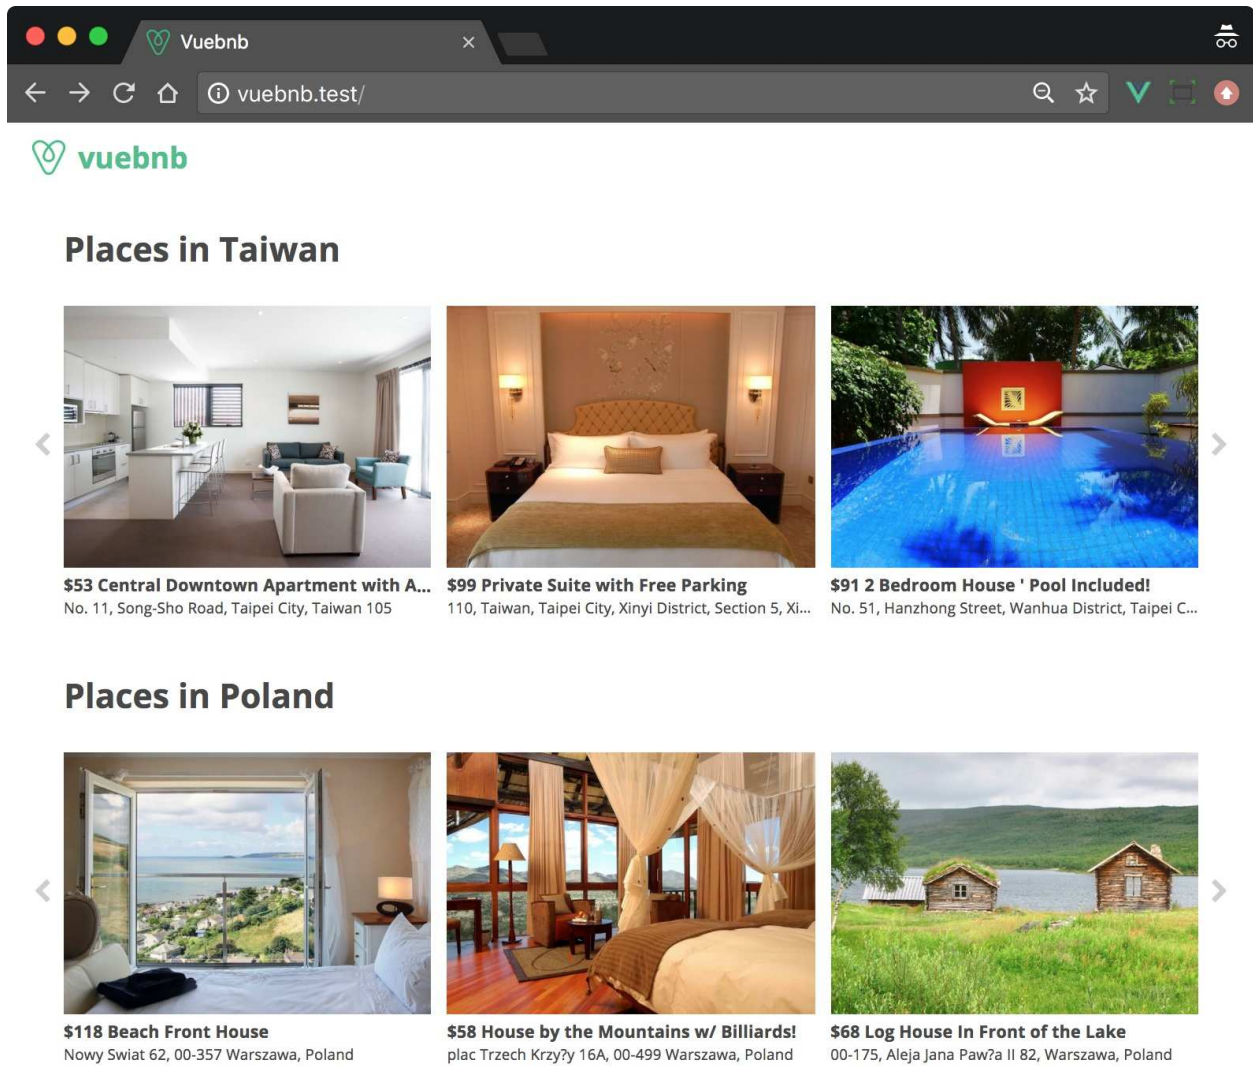 Vuebnb
vuebnb.test/
vuebnb
Places in Taiwan
$53 Central Downtown Apartment with A...
No. 11, Song-Sho Road, Taipei City, Taiwan 105
$99 Private Suite with Free Parking
110, Taiwan, Taipei City, Xinyi District, Section 5, Xi...
$91 2 Bedroom House ' Pool Included!
No. 51, Hanzhong Street, Wanhua District, Taipei C...
Places in Poland
$118 Beach Front House
Nowy Swiat 62, 00-357 Warszawa, Poland
$58 House by the Mountains w/ Billiards!
plac Trzech Krzy?y 16A, 00-499 Warszawa, Poland
$68 Log House In Front of the Lake
00-175, Aleja Jana Paw?a II 82, Warszawa, Poland